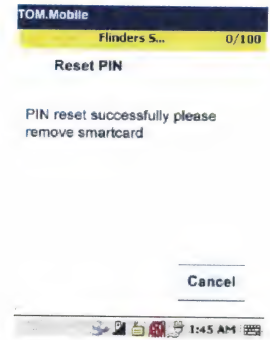 TOM.Mobile
Flinders S... 0/100
Reset PIN
PIN reset successfully please
remove smartcard
Cancel
1:45 AM